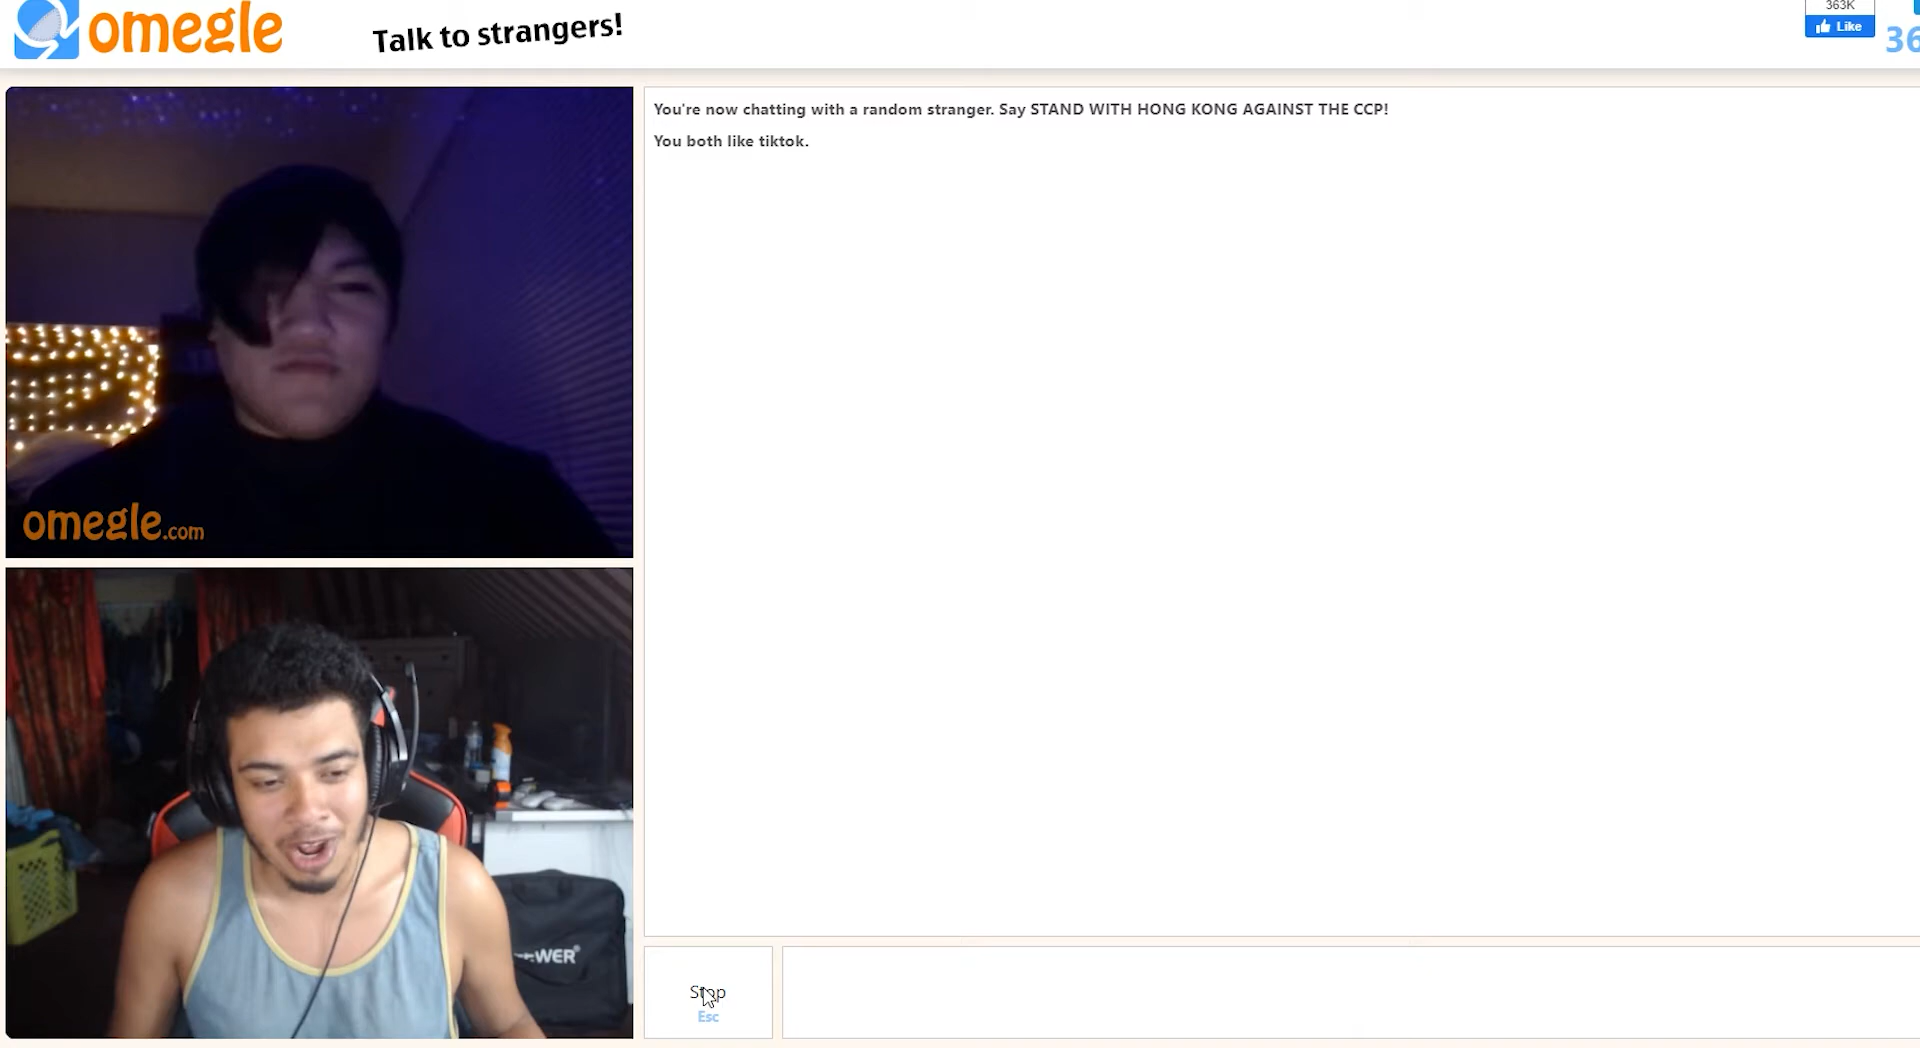 omegle
Talk to strangers!
363K
Like
36
You're now chatting with a random stranger. Say STAND WITH HONG KONG AGAINST THE CCP!
You both like tiktok.
omegle.com
Stop
Esc